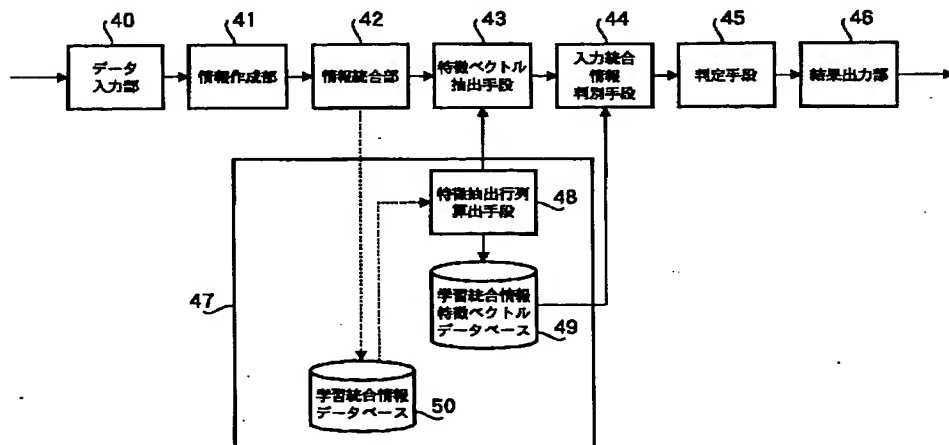 40
41
42
43
44
45
46
データ
入力部
情報作成部
情報統合部
特徴ベクトル
抽出手段
入力統合
情報
判別手段
判定手段
結果出力部
特徴抽出行列
算出手段
48
47
学習統合情報
特徴ベクトル
データベース
49
学習統合情報
データベース
50